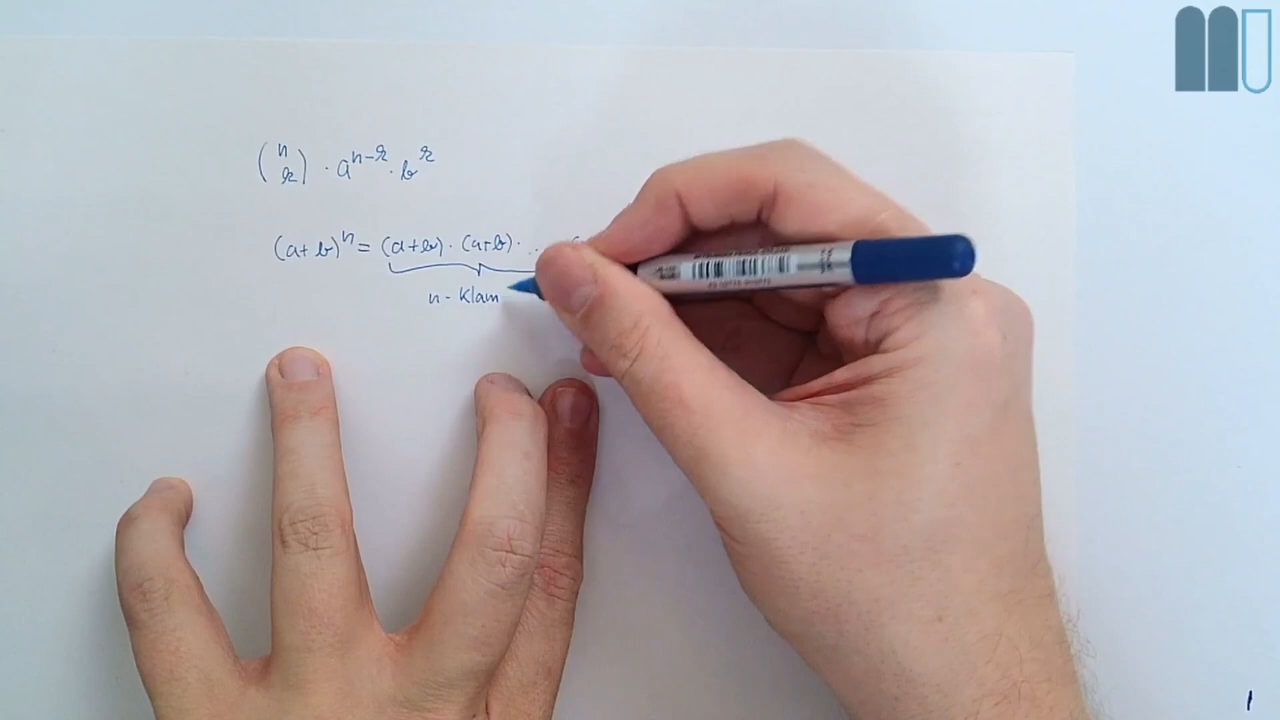 (n k) · a^{n-k} · b^k
(a+b)^n = (a+b) · (a+b) · ...
n - Klam